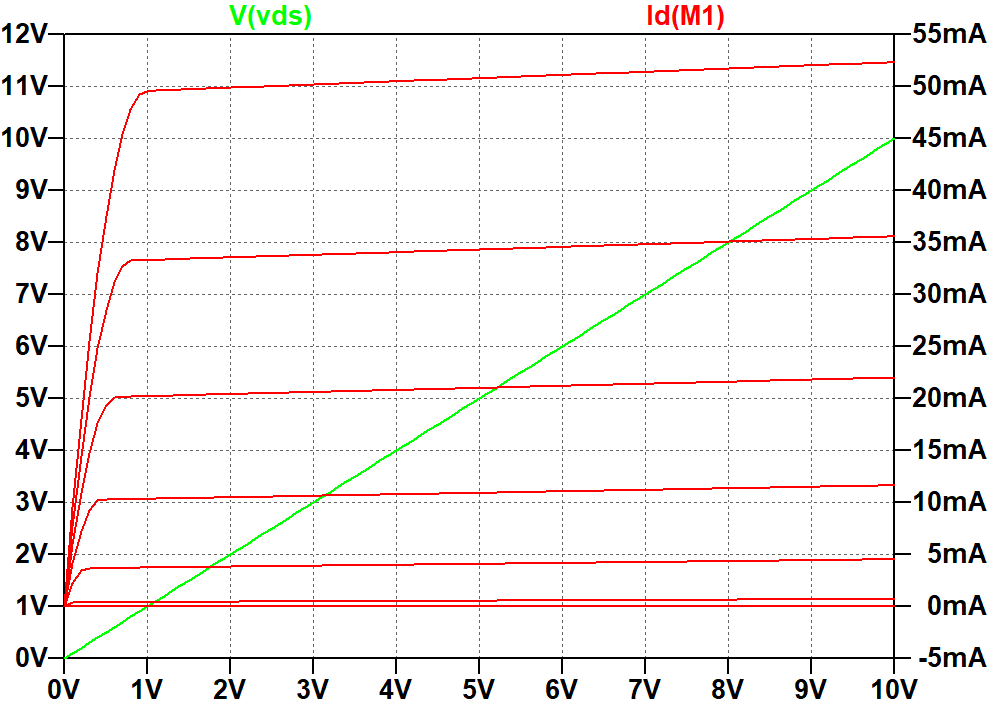 V(vds) Id(M1)
12V 55mA
11V 50mA
10V 45mA
9V 40mA
8V 35mA
7V 30mA
6V 25mA
5V 20mA
4V 15mA
3V 10mA
2V 5mA
1V 0mA
0V -5mA
0V 1V 2V 3V 4V 5V 6V 7V 8V 9V 10V